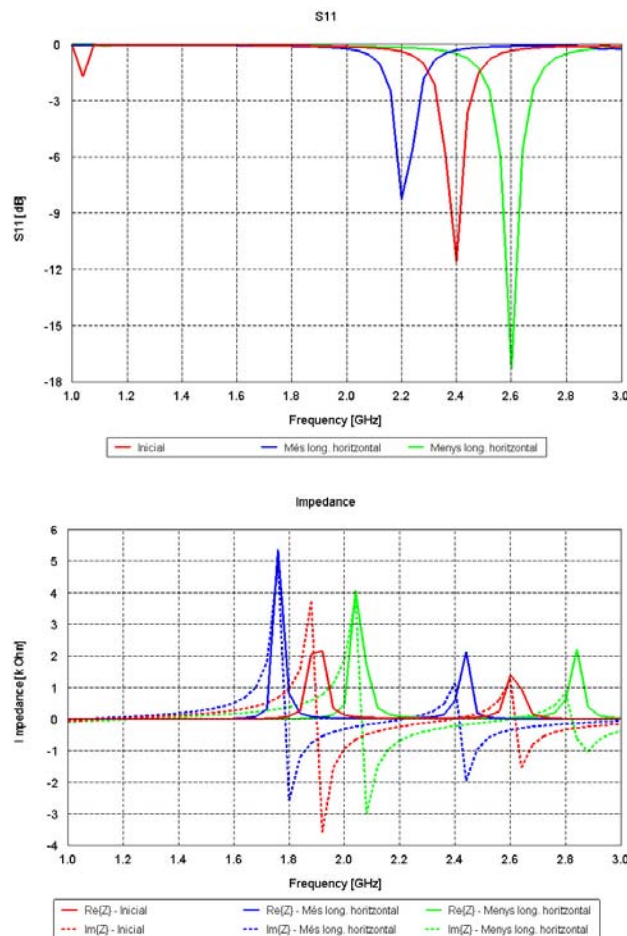 S11
0
-3
-6
-9
-12
-15
-18
S11 [dB]
1.0 1.2 1.4 1.6 1.8 2.0 2.2 2.4 2.6 2.8 3.0
Frequency [GHz]
Inicial Més long. horitzontal Menys long. horitzontal
Impedance
6
5
4
3
2
1
0
-1
-2
-3
-4
Impedance [k Ohm]
1.0 1.2 1.4 1.6 1.8 2.0 2.2 2.4 2.6 2.8 3.0
Frequency [GHz]
Re{Z} - Inicial Re{Z} - Més long. horitzontal Re{Z} - Menys long. horitzontal
Im{Z} - Inicial Im{Z} - Més long. horitzontal Im{Z} - Menys long. horitzontal